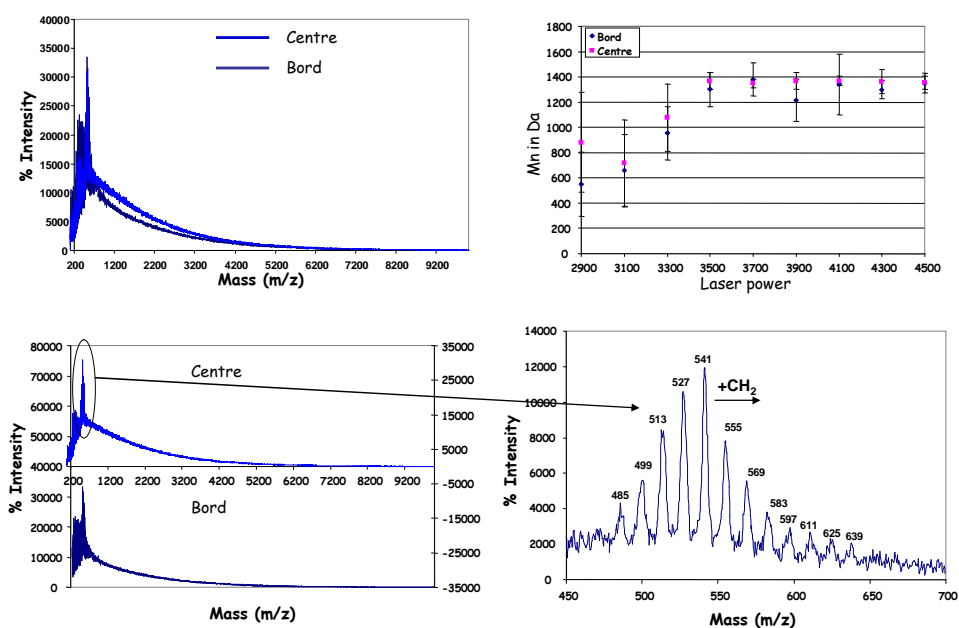 40000
35000
30000
25000
20000
15000
10000
5000
0
% Intensity
Centre
Bord
200 1200 2200 3200 4200 5200 6200 7200 8200 9200
Mass (m/z)
1800
1600
1400
1200
1000
800
600
400
200
0
Mn in Da
Bord
Centre
2900 3100 3300 3500 3700 3900 4100 4300 4500
Laser power
80000
70000
60000
50000
40000
30000
20000
10000
0
% Intensity
Centre
200 1200 2200 3200 4200 5200 6200 7200 8200 9200
Bord
35000
25000
15000
5000
-5000
-15000
-25000
-35000
Mass (m/z)
14000
12000
10000
8000
6000
4000
2000
0
% Intensity
485
499
513
527
541
555
569
583
597
611
625
639
+CH2
450 500 550 600 650 700
Mass (m/z)